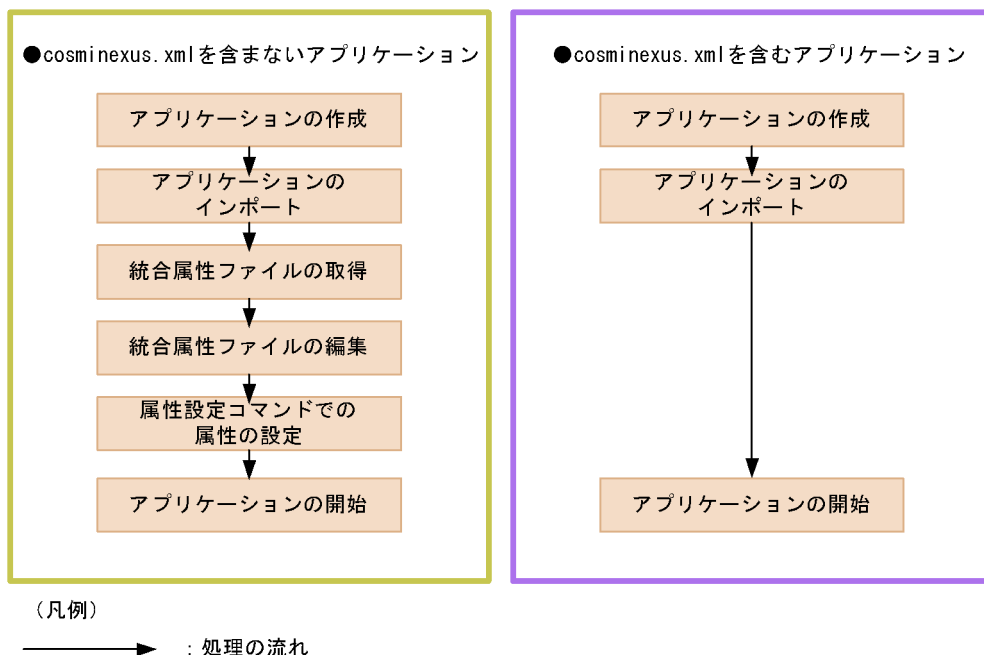 ●cosminexus.xmlを含まないアプリケーション
アプリケーションの作成
アプリケーションの
インポート
統合属性ファイルの取得
統合属性ファイルの編集
属性設定コマンドでの
属性の設定
アプリケーションの開始
●cosminexus.xmlを含むアプリケーション
アプリケーションの作成
アプリケーションの
インポート
アプリケーションの開始
（凡例）
：処理の流れ